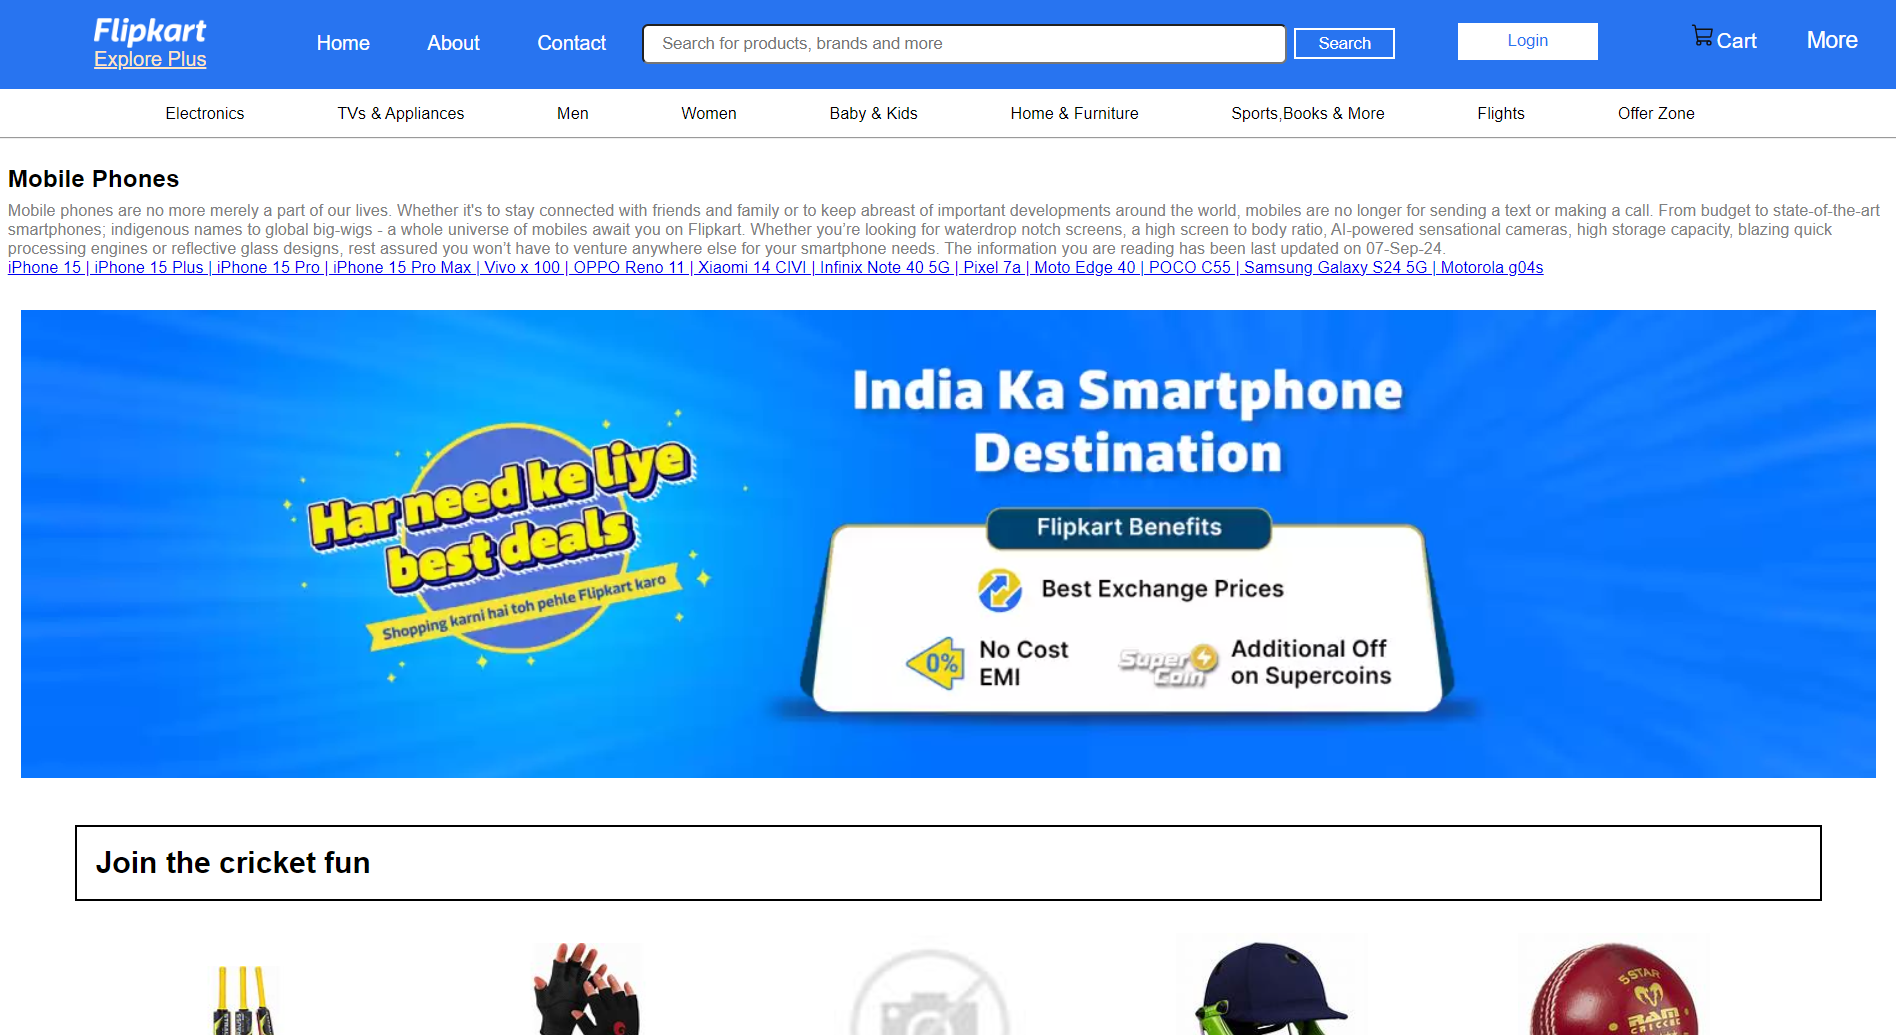 Flipkart
Explore Plus
Home
About
Contact
Search for products, brands and more
Search
Login
Cart
More
Electronics
TVs & Appliances
Men
Women
Baby & Kids
Home & Furniture
Sports,Books & More
Flights
Offer Zone
Mobile Phones
Mobile phones are no more merely a part of our lives. Whether it's to stay connected with friends and family or to keep abreast of important developments around the world, mobiles are no longer for sending a text or making a call. From budget to state-of-the-art
smartphones; indigenous names to global big-wigs - a whole universe of mobiles await you on Flipkart. Whether you're looking for waterdrop notch screens, a high screen to body ratio, AI-powered sensational cameras, high storage capacity, blazing quick
processing engines or reflective glass designs, rest assured you won't have to venture anywhere else for your smartphone needs. The information you are reading has been last updated on 07-Sep-24.
iPhone 15 | iPhone 15 Plus | iPhone 15 Pro | iPhone 15 Pro Max | Vivo x 100 | OPPO Reno 11 | Xiaomi 14 CIVI | Infinix Note 40 5G | Pixel 7a | Moto Edge 40 | POCO C55 | Samsung Galaxy S24 5G | Motorola g04s
Har need ke liye
best deals
Shopping karni hai toh pehle Flipkart karo
India Ka Smartphone
Destination
Flipkart Benefits
Best Exchange Prices
0%
No Cost
EMI
Super
Coin
Additional Off
on Supercoins
Join the cricket fun
5 STAR
RAM
CRICKET